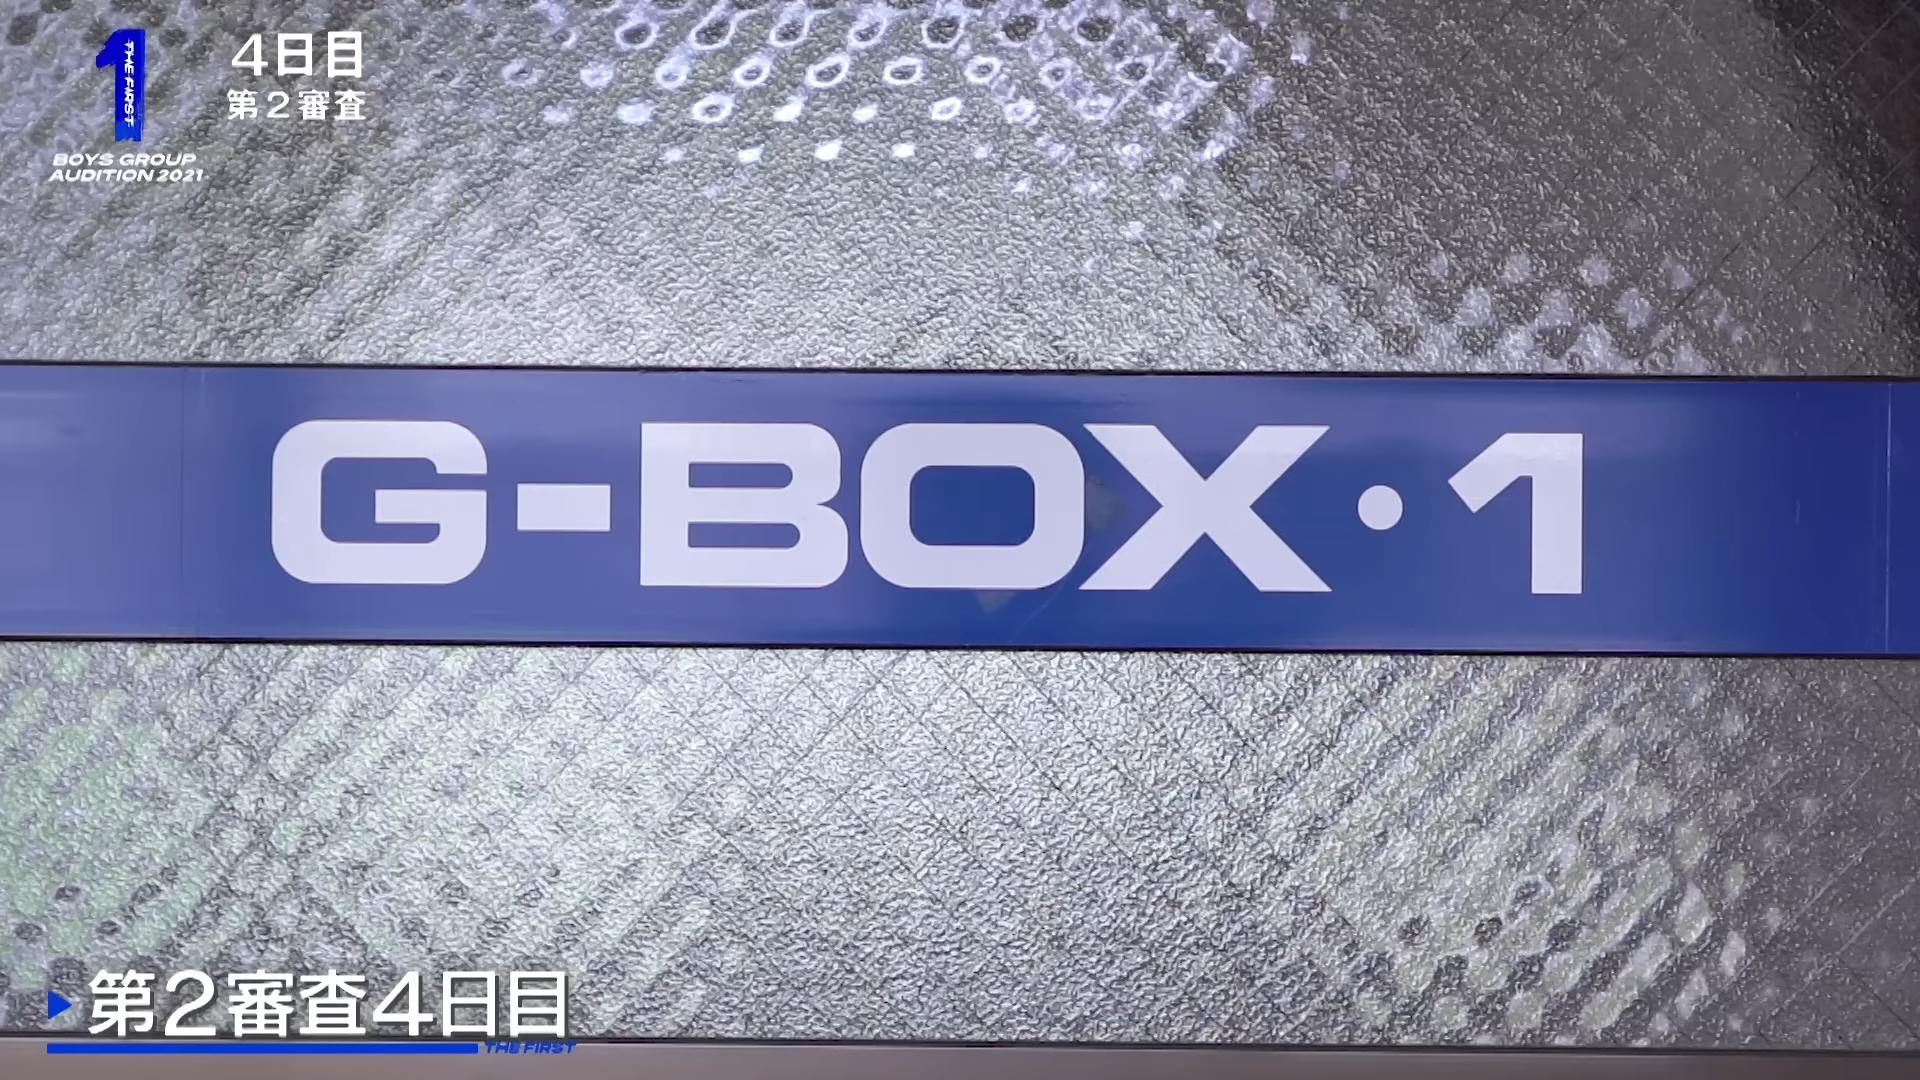 1
THE FIRST
BOYS GROUP
AUDITION 2021
4日目
第2審査
G-BOX・1
第2審査4日目
THE FIRST